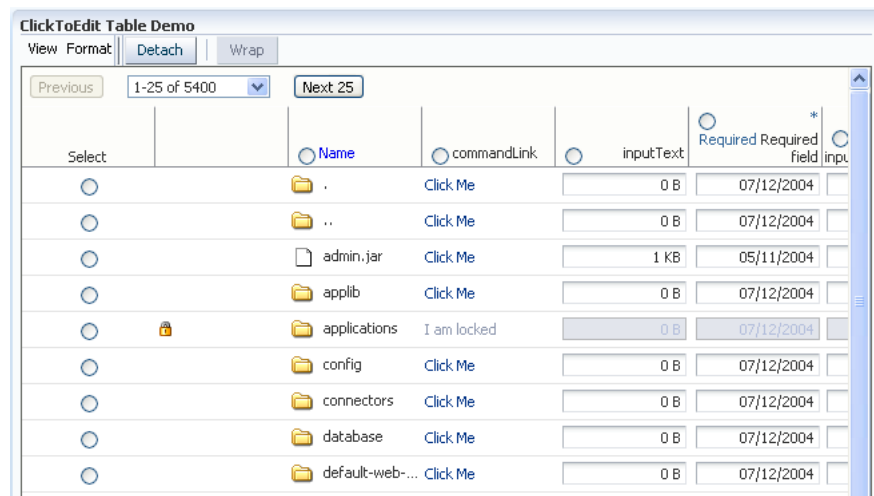 ClickToEdit Table Demo
View Format Detach Wrap
Previous 1-25 of 5400 Next 25
Select Name commandLink inputText * Required Required field inpu
. Click Me 0 B 07/12/2004
.. Click Me 0 B 07/12/2004
admin.jar Click Me 1 KB 05/11/2004
applib Click Me 0 B 07/12/2004
applications I am locked 0 B 07/12/2004
config Click Me 0 B 07/12/2004
connectors Click Me 0 B 07/12/2004
database Click Me 0 B 07/12/2004
default-web-... Click Me 0 B 07/12/2004